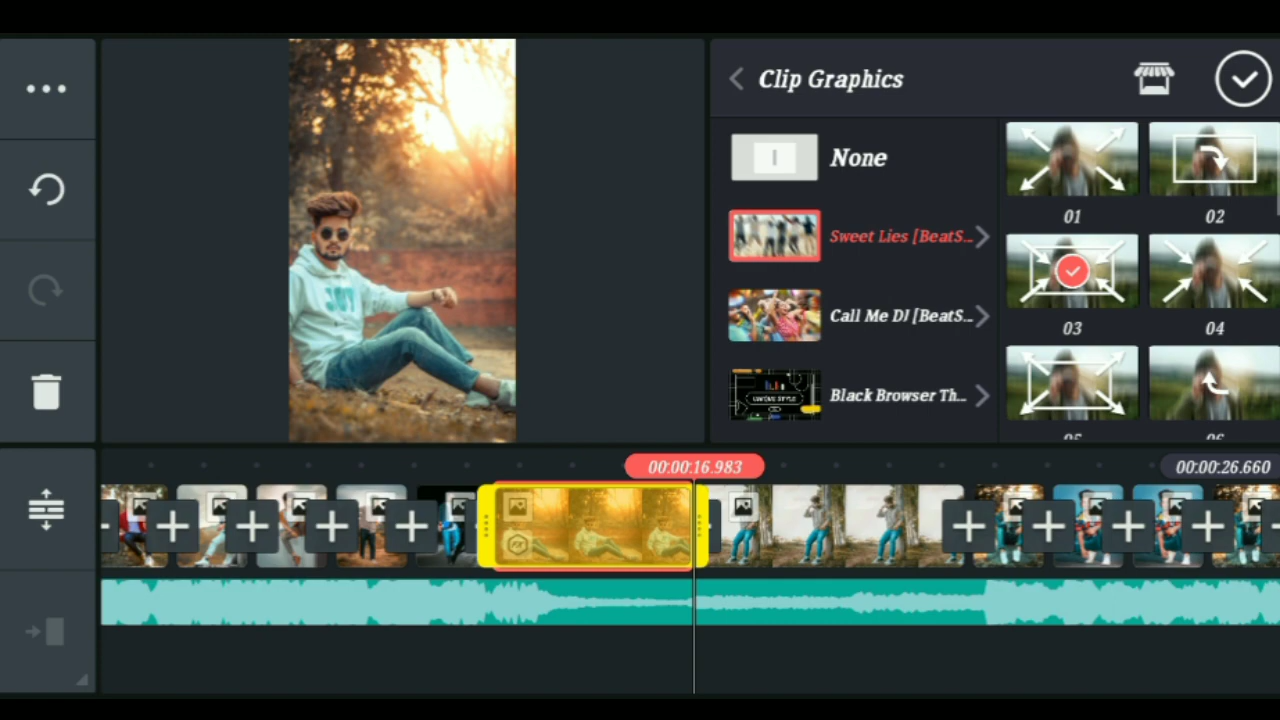 Clip Graphics
None
Sweet Lies [BeatS...
Call Me DJ [BeatS...
Black Browser Th...
01
02
03
04
00:00:16.983
00:00:26.660